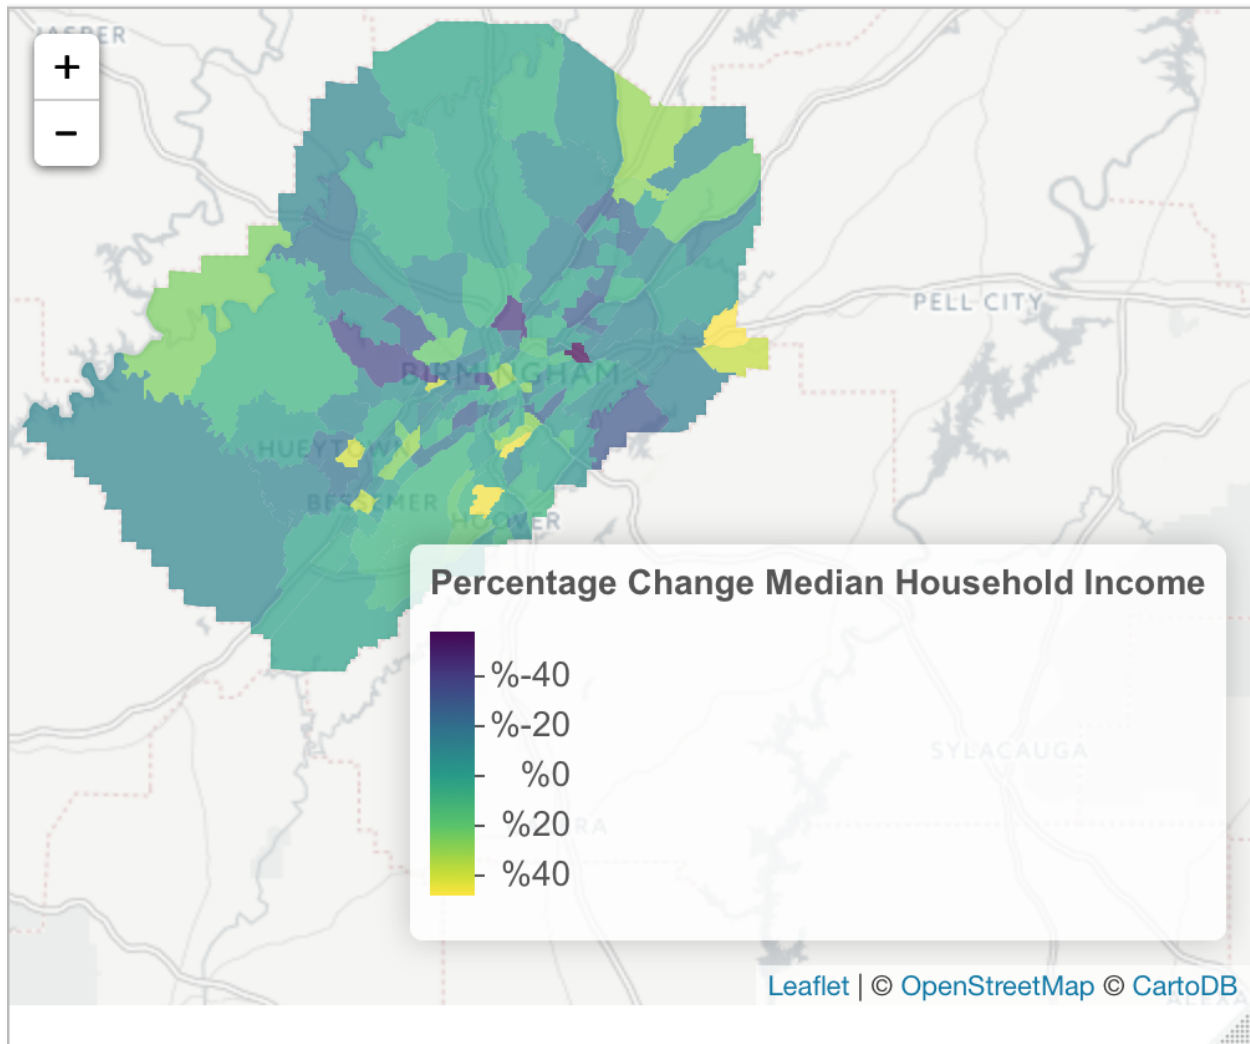 JASPER
+
−
PELL CITY
BIRMINGHAM
HUEYTOWN
BESSEMER
HOOVER
Percentage Change Median Household Income
%-40
%-20
%0
%20
%40
SYLACAUGA
Leaflet | © OpenStreetMap © CartoDB